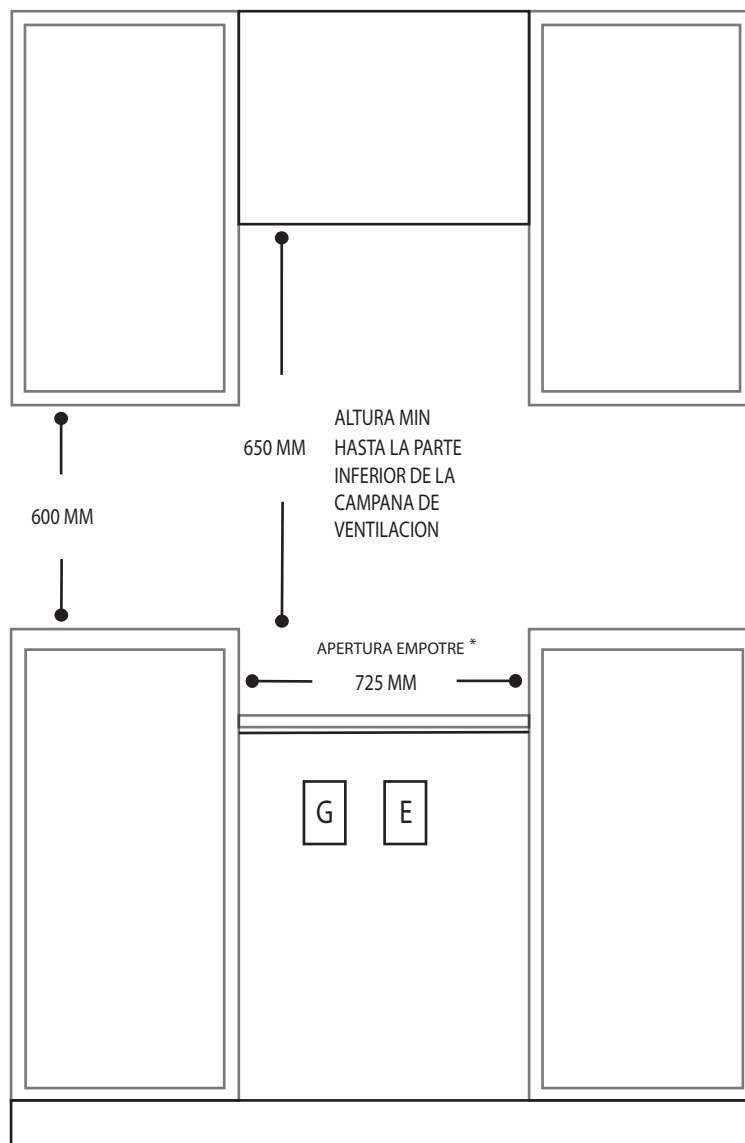 650 MM
ALTURA MIN
HASTA LA PARTE
INFERIOR DE LA
CAMPANA DE
VENTILACION
600 MM
APERTURA EMPOTRE *
725 MM
G
E